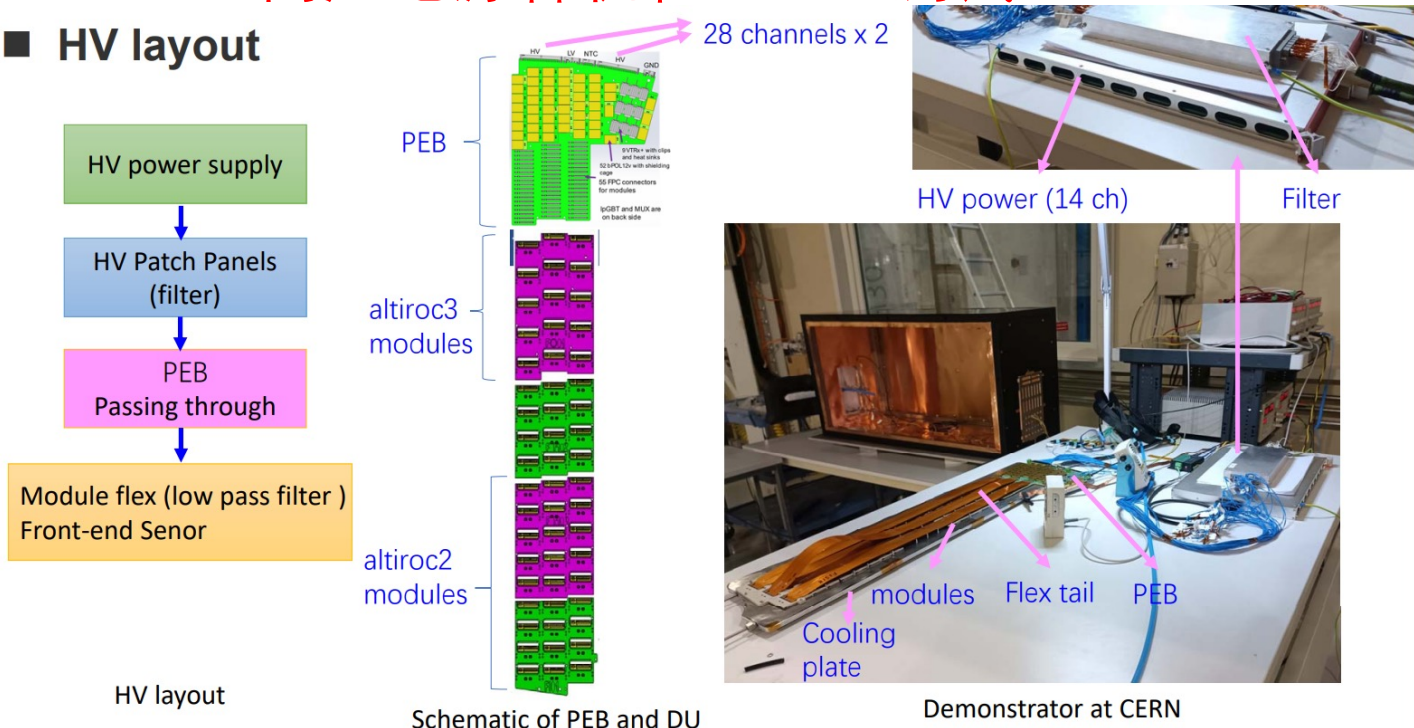 ■ HV layout
HV power supply
HV Patch Panels
(filter)
PEB
Passing through
Module flex (low pass filter )
Front-end Senor
HV layout
28 channels x 2
HV
LV
NTC
HV
GND
PEB
9 VTRx+ with clips
and heat sinks
52 bPOL12v with shielding
cage
55 FPC connectors
for modules
lpGBT and MUX are
on back side
altiroc3
modules
altiroc2
modules
Schematic of PEB and DU
HV power (14 ch)
Filter
modules
Flex tail
PEB
Cooling
plate
Demonstrator at CERN